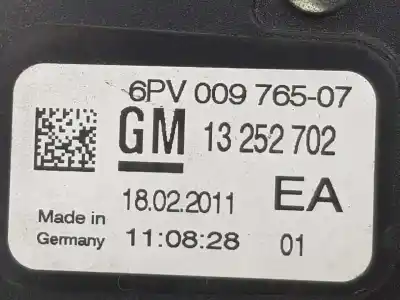 6PV 009 765-07
GM 13 252 702
18.02.2011 EA
Made in
Germany 11:08:28 01